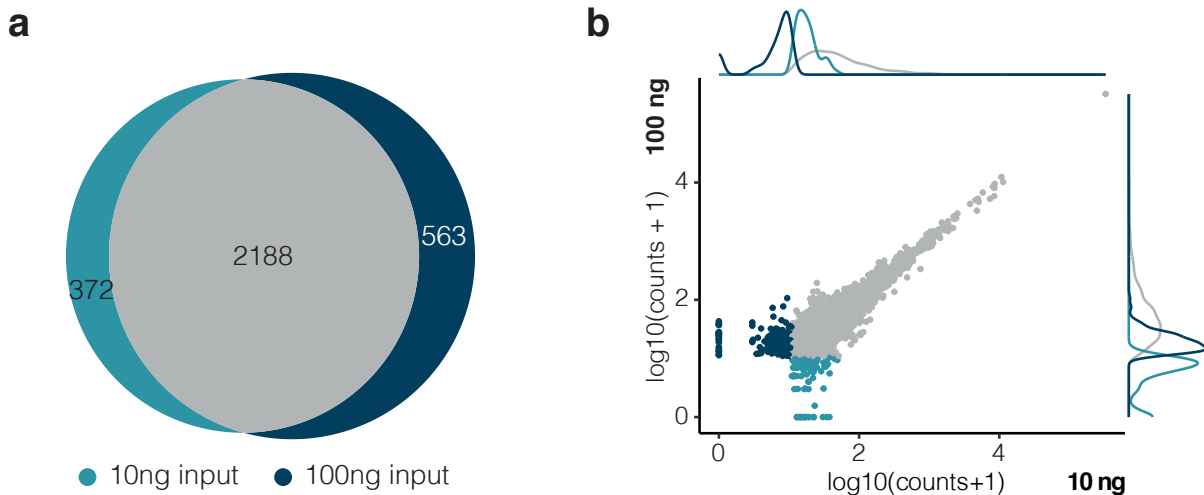 a
2188
563
372
10ng input
100ng input
b
100 ng
log10(counts + 1)
4
2
0
0
2
4
log10(counts+1)
10 ng